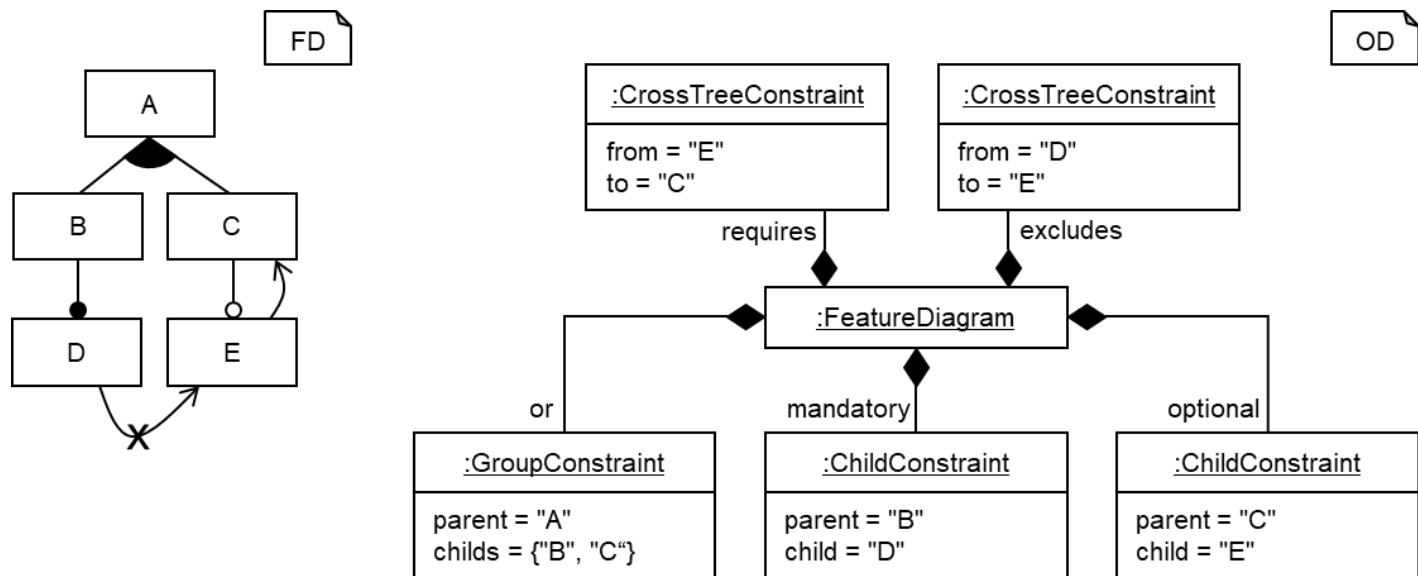 FD
A
B
C
D
E
X
OD
:CrossTreeConstraint
from = "E"
to = "C"
:CrossTreeConstraint
from = "D"
to = "E"
requires
excludes
:FeatureDiagram
or
mandatory
optional
:GroupConstraint
parent = "A"
childs = {"B", "C“}
:ChildConstraint
parent = "B"
child = "D"
:ChildConstraint
parent = "C"
child = "E"